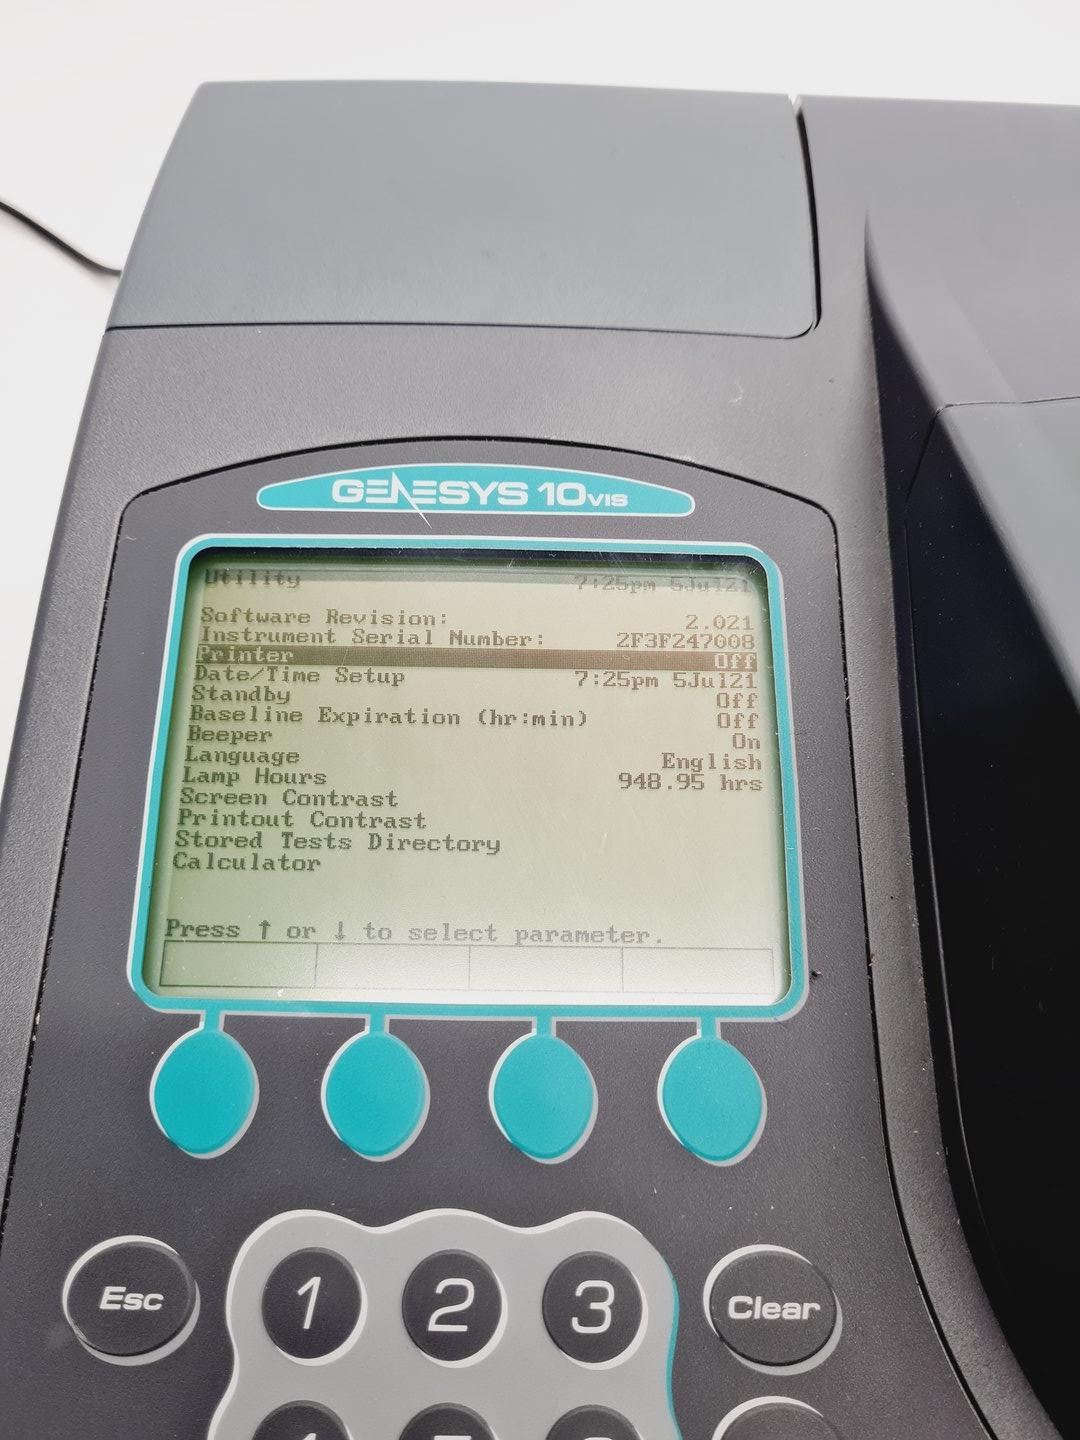 GENESYS 10VIS
Utility 7:25pm 5Jul21
Software Revision: 2.021
Instrument Serial Number: 2F3F247008
Printer Off
Date/Time Setup 7:25pm 5Jul21
Standby Off
Baseline Expiration (hr:min) Off
Beeper On
Language English
Lamp Hours 948.95 hrs
Screen Contrast
Printout Contrast
Stored Tests Directory
Calculator
Press ↑ or ↓ to select parameter.
Esc 1 2 3 Clear